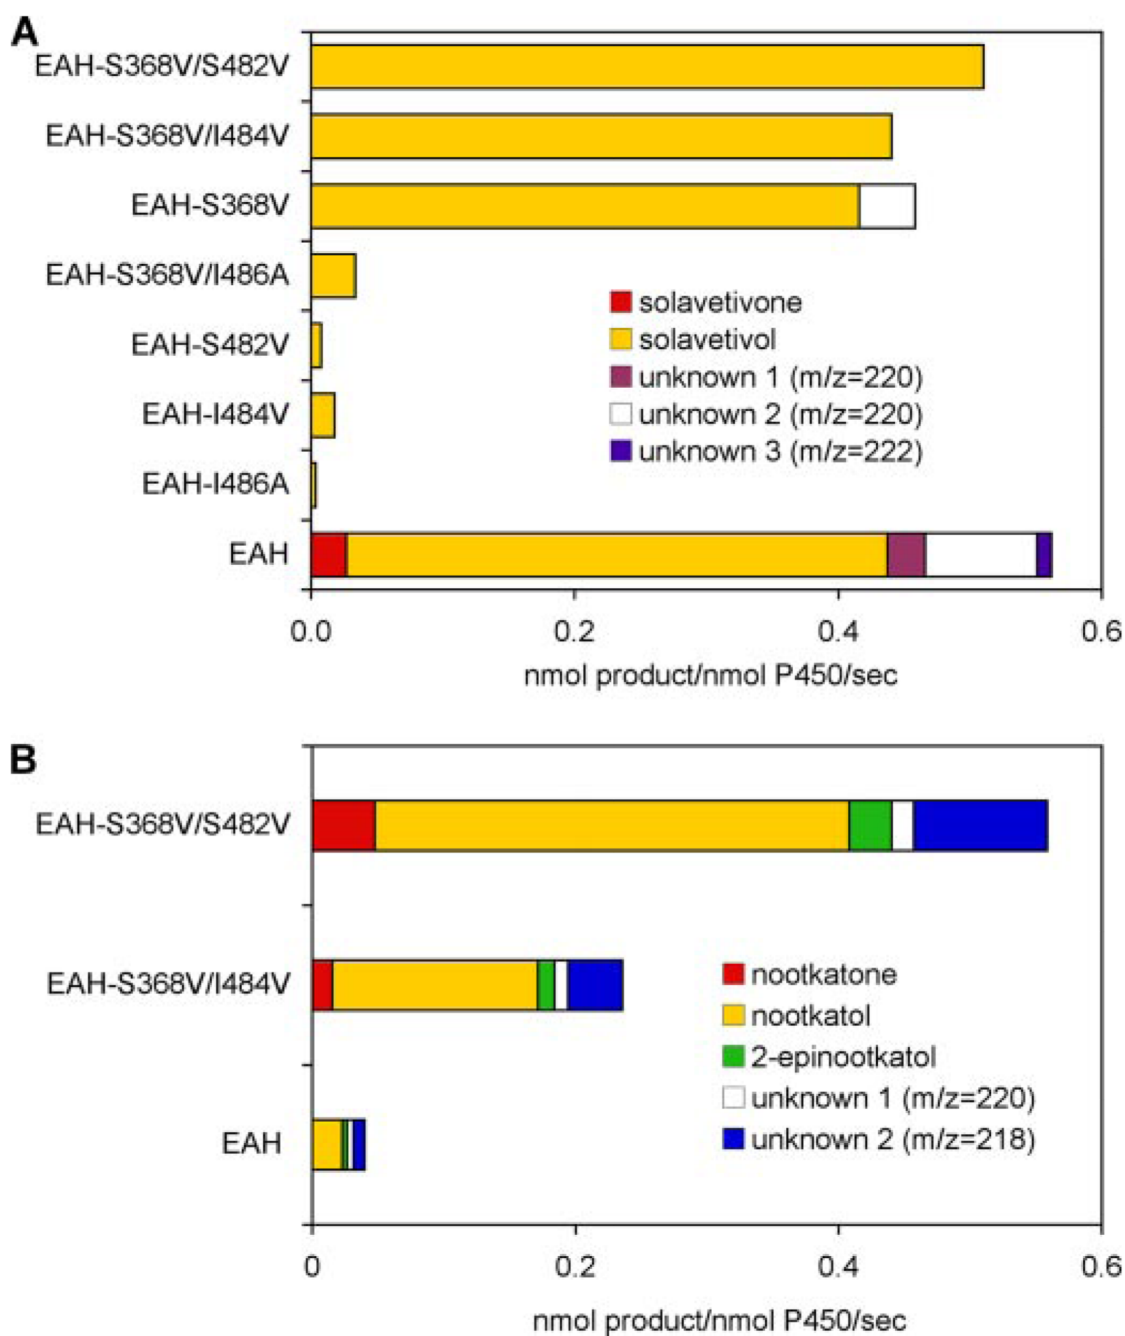 A
EAH-S368V/S482V
EAH-S368V/I484V
EAH-S368V
EAH-S368V/I486A
EAH-S482V
EAH-I484V
EAH-I486A
EAH
solavetivone
solavetivol
unknown 1 (m/z=220)
unknown 2 (m/z=220)
unknown 3 (m/z=222)
0.0 0.2 0.4 0.6
nmol product/nmol P450/sec
B
EAH-S368V/S482V
EAH-S368V/I484V
EAH
nootkatone
nootkatol
2-epinootkatol
unknown 1 (m/z=220)
unknown 2 (m/z=218)
0 0.2 0.4 0.6
nmol product/nmol P450/sec